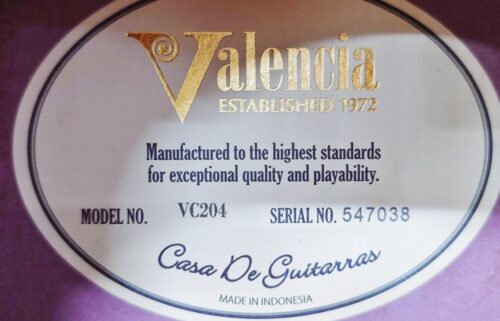 Valencia
ESTABLISHED 1972
Manufactured to the highest standards
for exceptional quality and playability.
MODEL NO. VC204 SERIAL NO. 547038
Casa De Guitarras
MADE IN INDONESIA